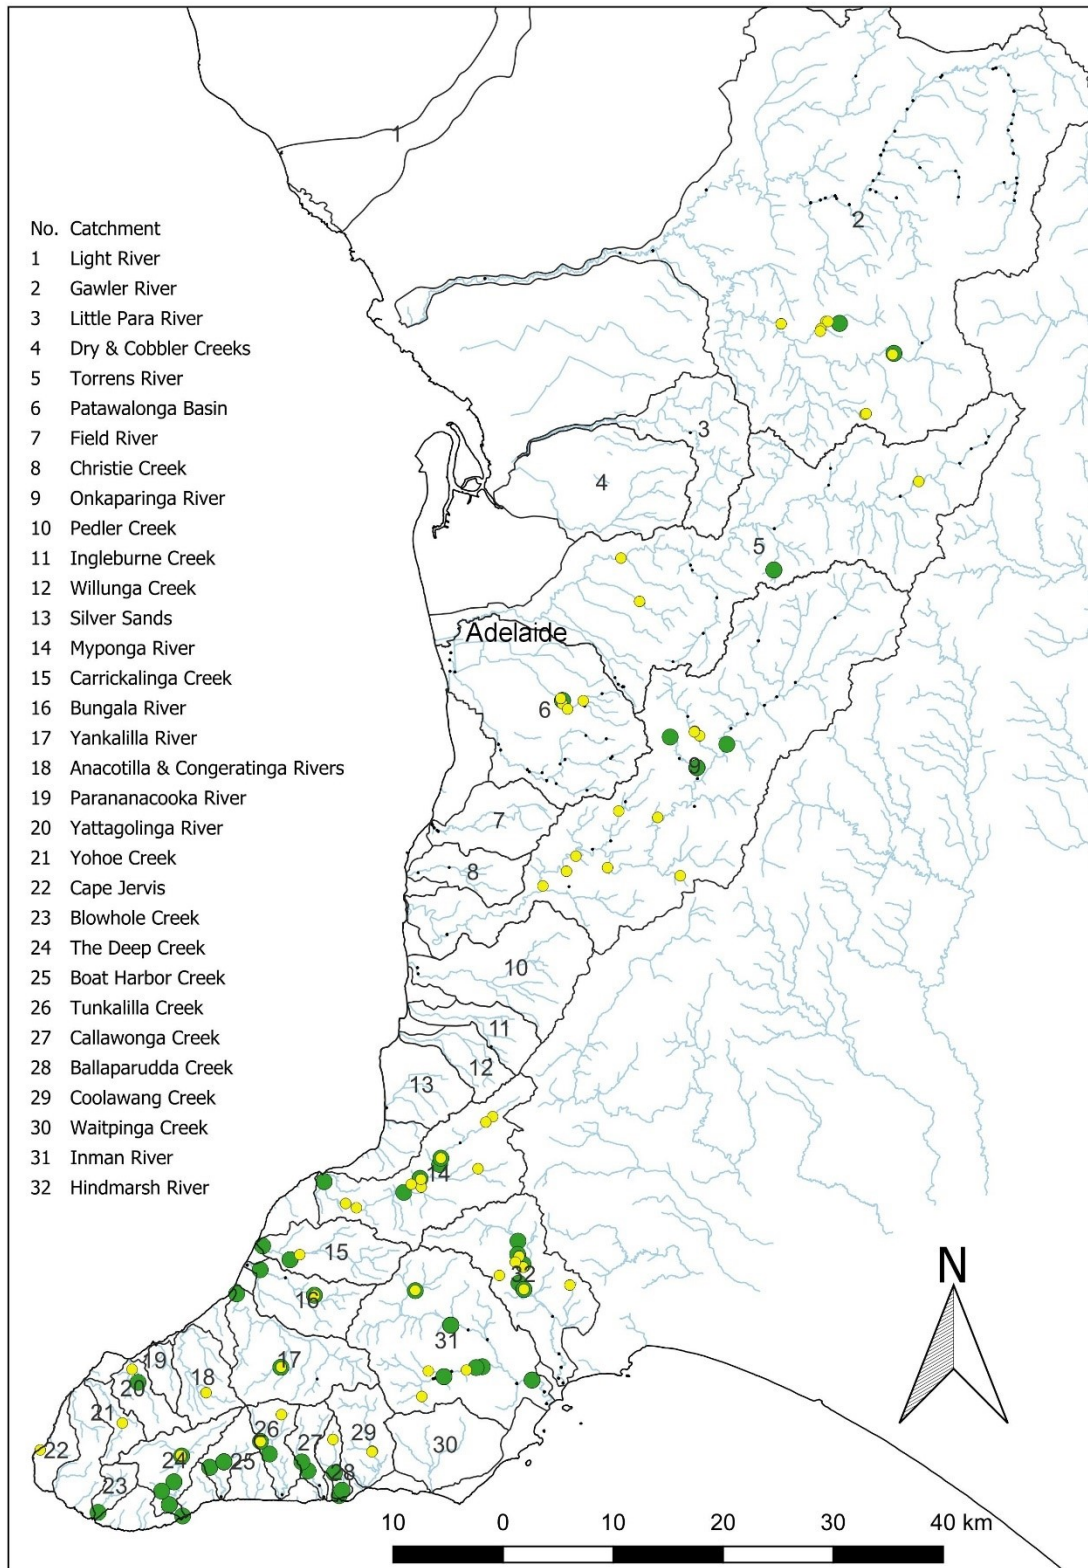 1
2
No. Catchment
1 Light River
2 Gawler River
3 Little Para River
4 Dry & Cobbler Creeks
5 Torrens River
6 Patawalonga Basin
7 Field River
8 Christie Creek
9 Onkaparinga River
10 Pedler Creek
11 Ingleburne Creek
12 Willunga Creek
13 Silver Sands
14 Myponga River
15 Carrickalinga Creek
16 Bungala River
17 Yankalilla River
18 Anacotilla & Congeratinga Rivers
19 Parananacooka River
20 Yattagolinga River
21 Yohoe Creek
22 Cape Jervis
23 Blowhole Creek
24 The Deep Creek
25 Boat Harbor Creek
26 Tunkalilla Creek
27 Callawonga Creek
28 Ballaparudda Creek
29 Coolawang Creek
30 Waitpinga Creek
31 Inman River
32 Hindmarsh River
3
4
5
Adelaide
6
9
7
8
10
11
12
13
14
15
32
16
31
17
19
20
18
21
22
24
25
26
27
29
30
23
28
N
10 0 10 20 30 40 km